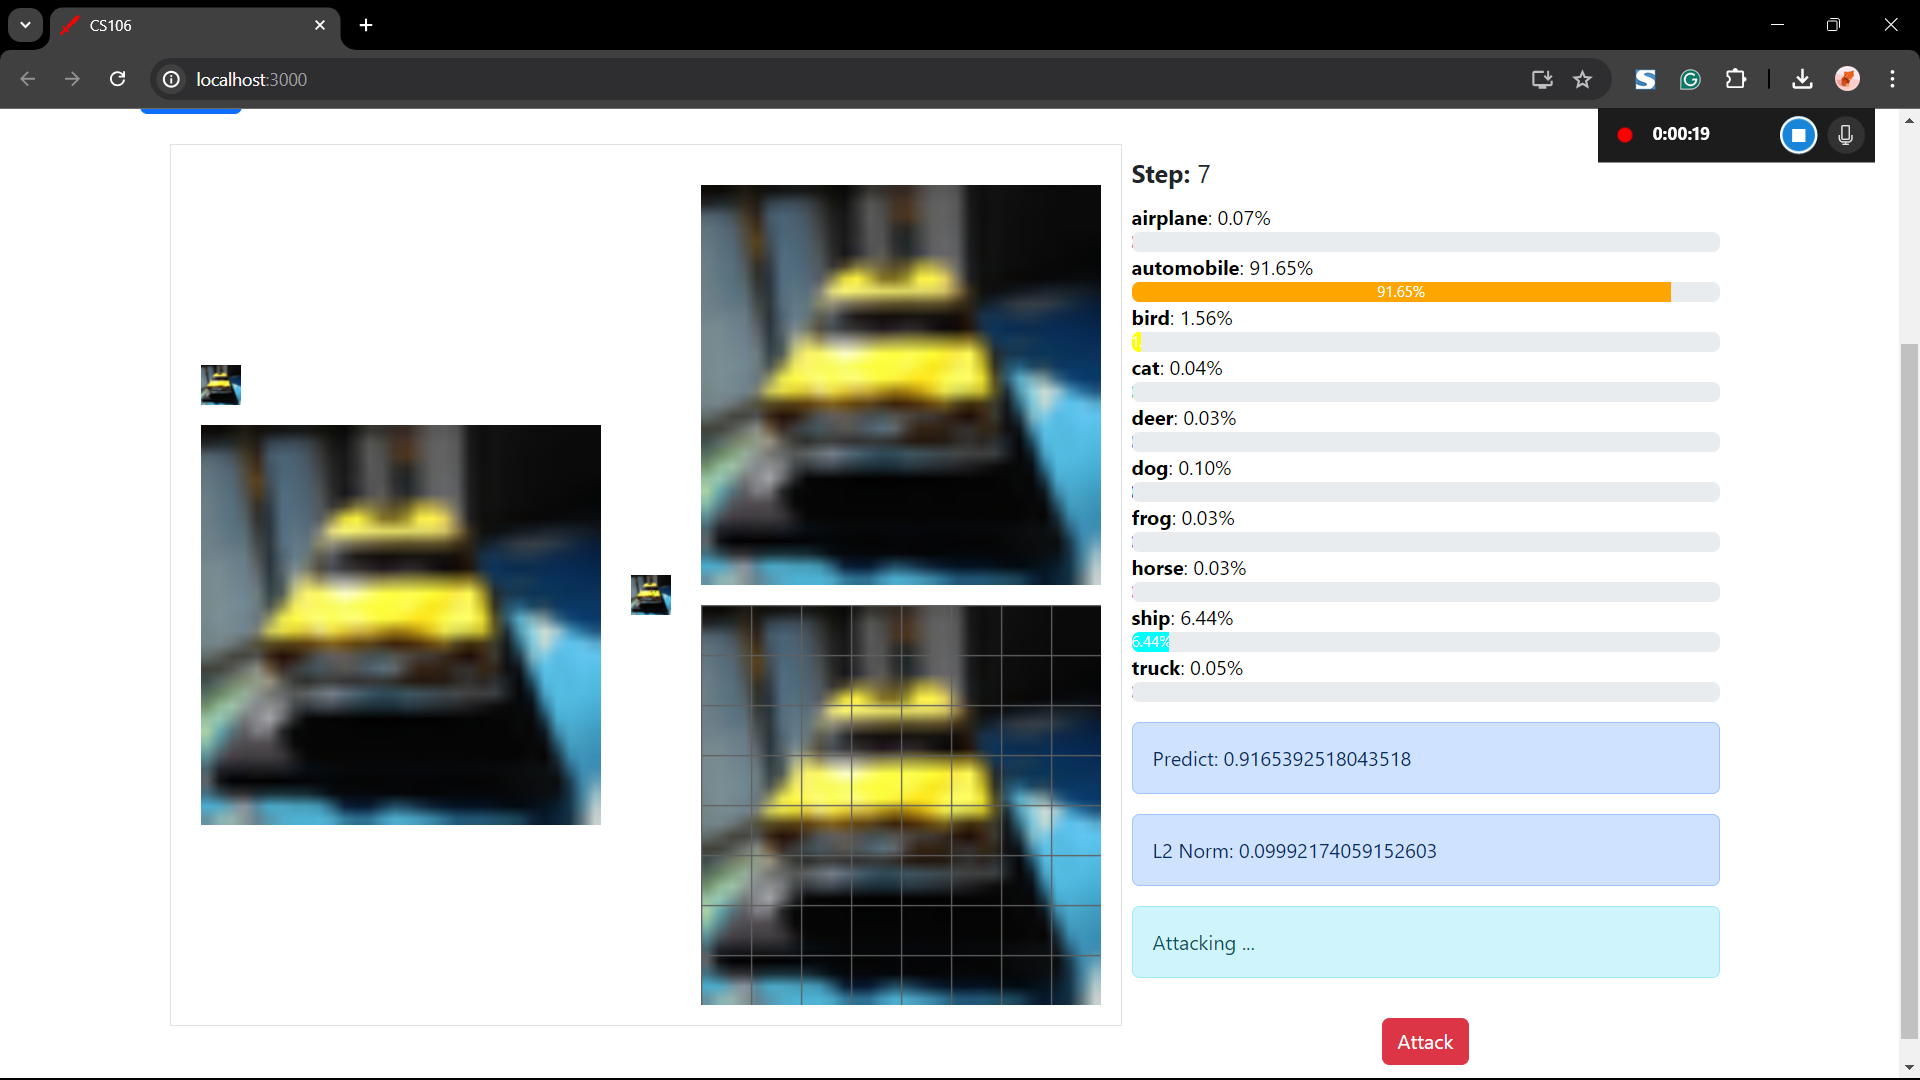 CS106
localhost:3000
0:00:19
Step: 7
airplane: 0.07%
automobile: 91.65%
91.65%
bird: 1.56%
cat: 0.04%
deer: 0.03%
dog: 0.10%
frog: 0.03%
horse: 0.03%
ship: 6.44%
6.44%
truck: 0.05%
Predict: 0.9165392518043518
L2 Norm: 0.09992174059152603
Attacking ...
Attack